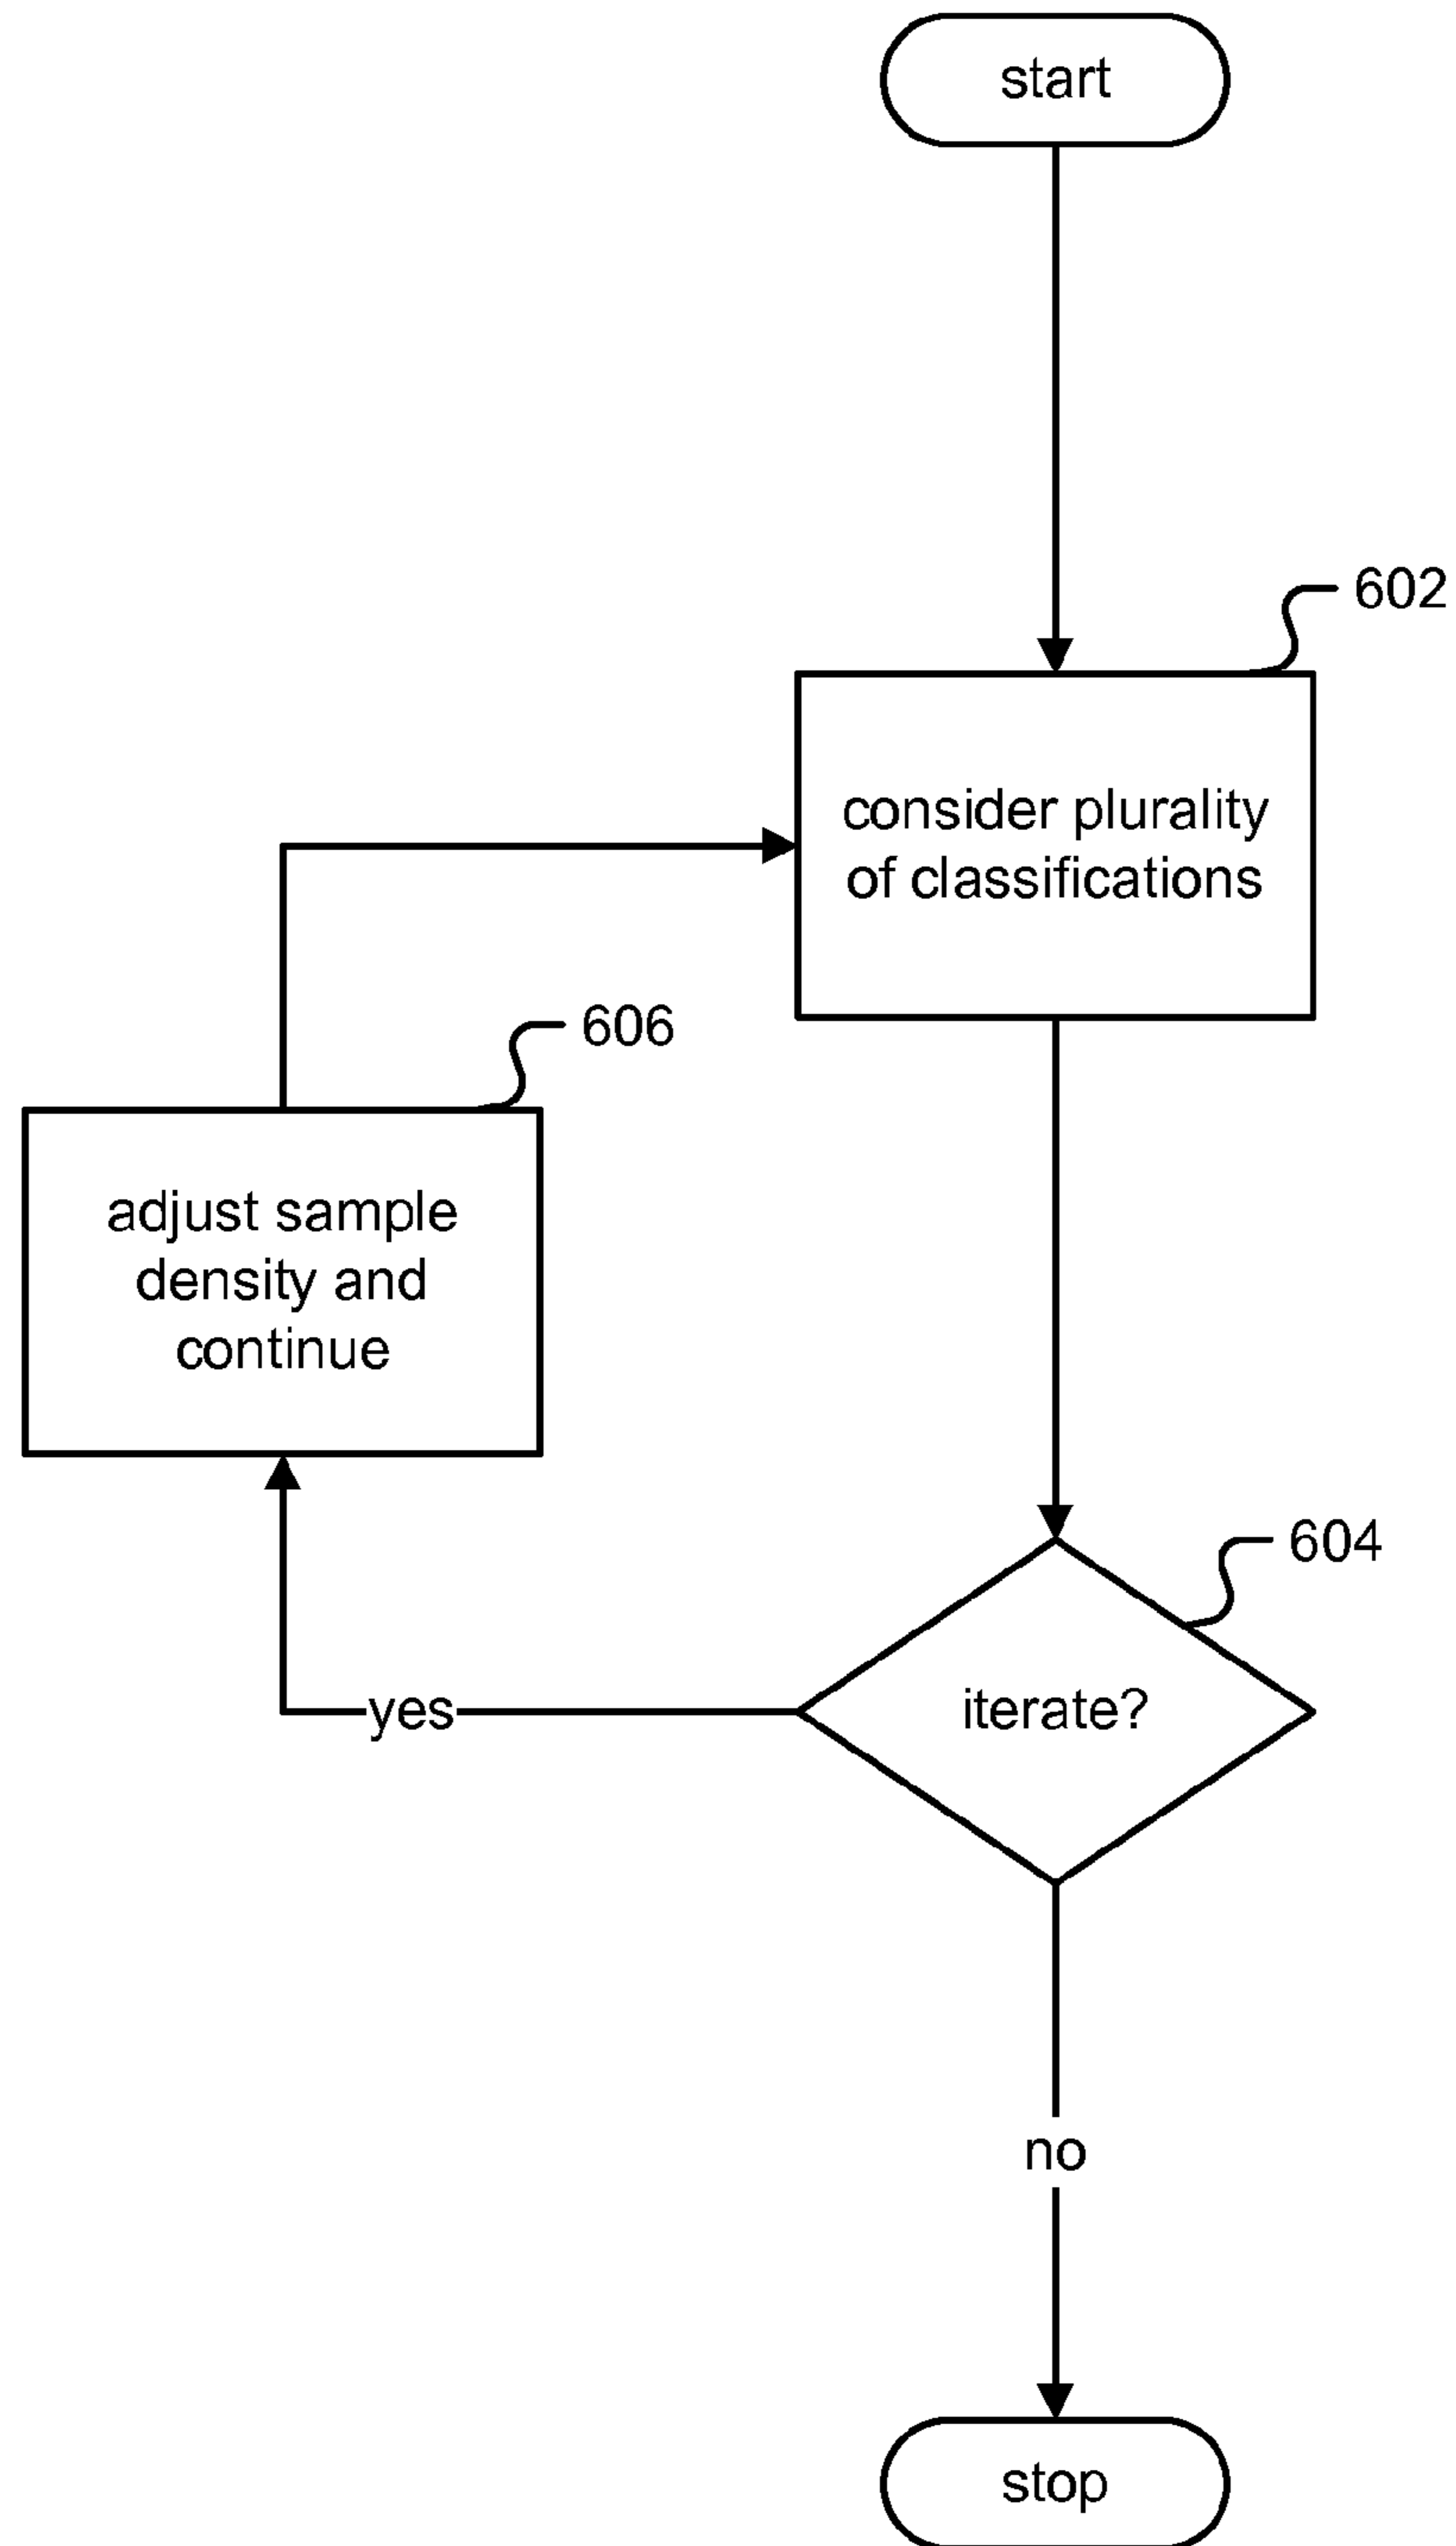 start
602
consider plurality
of classifications
606
adjust sample
density and
continue
604
iterate?
yes
no
stop